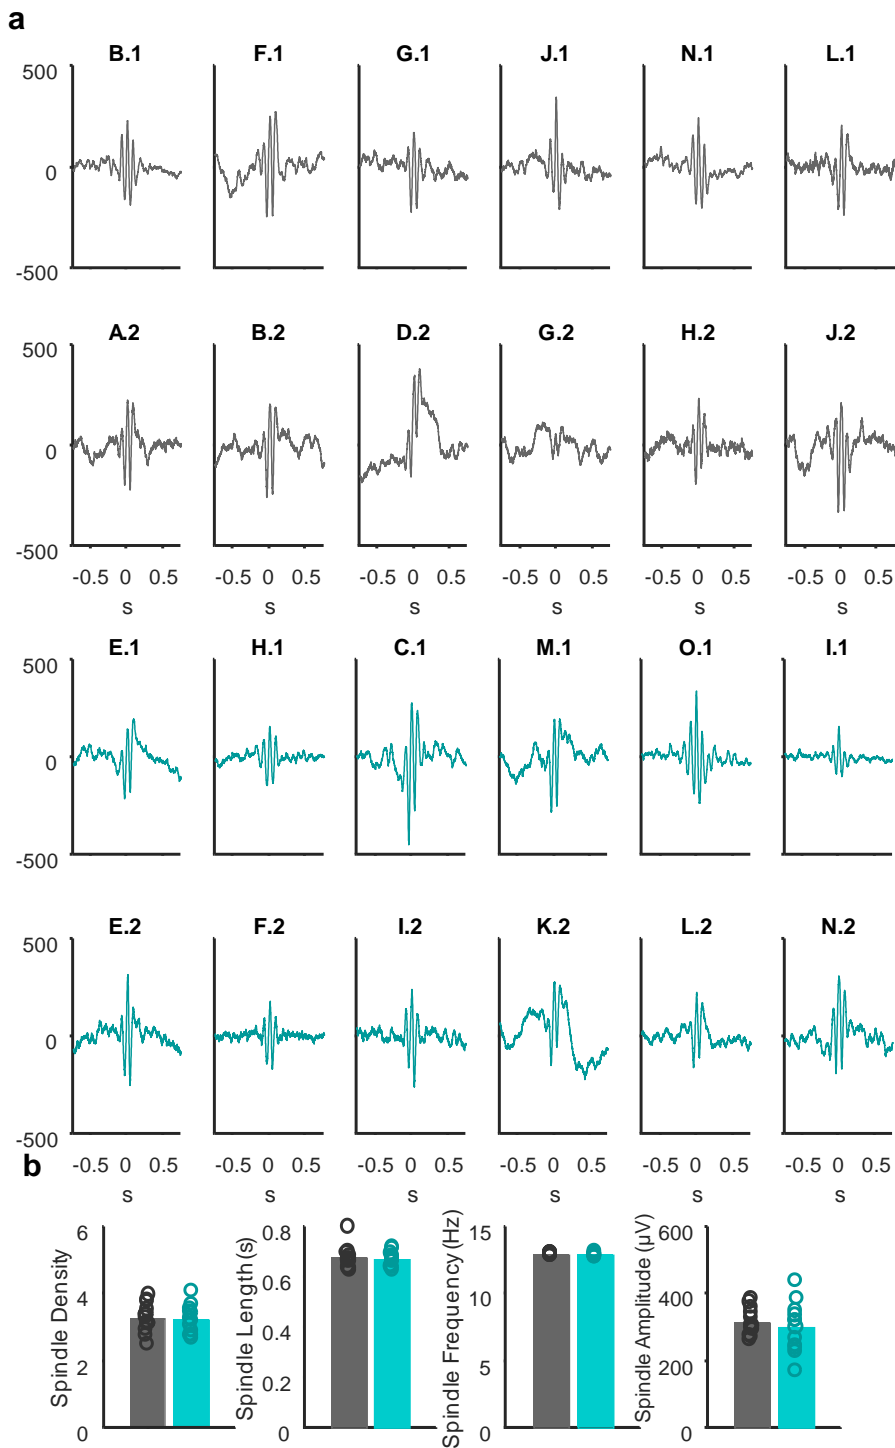 a
B.1 F.1 G.1 J.1 N.1 L.1
500
0
-500
A.2 B.2 D.2 G.2 H.2 J.2
500
0
-500
-0.5 0 0.5 -0.5 0 0.5 -0.5 0 0.5 -0.5 0 0.5 -0.5 0 0.5 -0.5 0 0.5
s s s s s s
E.1 H.1 C.1 M.1 O.1 I.1
500
0
-500
E.2 F.2 I.2 K.2 L.2 N.2
500
0
-500
-0.5 0 0.5 -0.5 0 0.5 -0.5 0 0.5 -0.5 0 0.5 -0.5 0 0.5 -0.5 0 0.5
s s s s s s
b
Spindle Density
6
4
2
0
Spindle Length (s)
0.8
0.6
0.4
0.2
0
Spindle Frequency (Hz)
15
10
5
0
Spindle Amplitude (µV)
600
400
200
0